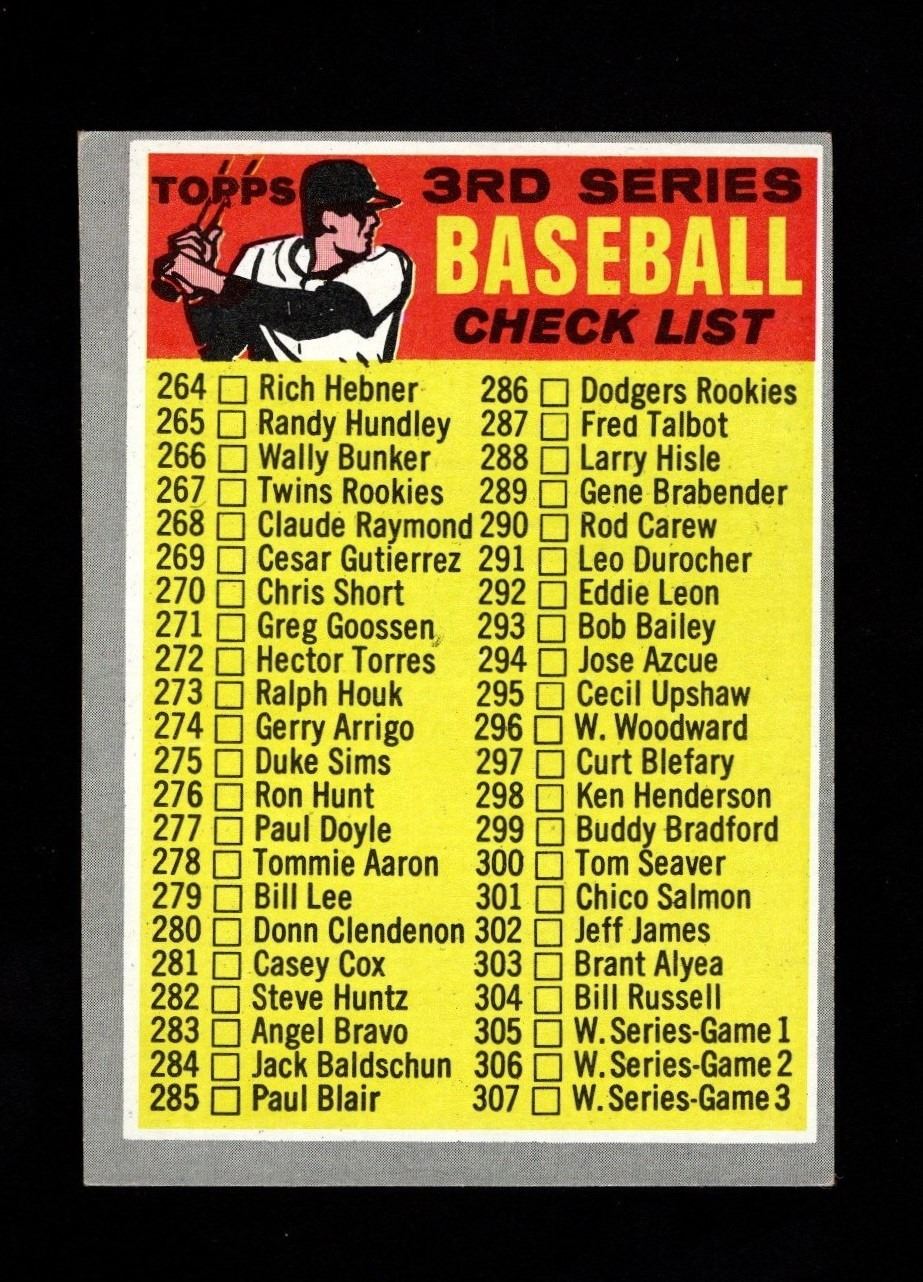 TOPPS
3RD SERIES
BASEBALL
CHECK LIST
264 Rich Hebner
265 Randy Hundley
266 Wally Bunker
267 Twins Rookies
268 Claude Raymond
269 Cesar Gutierrez
270 Chris Short
271 Greg Goossen
272 Hector Torres
273 Ralph Houk
274 Gerry Arrigo
275 Duke Sims
276 Ron Hunt
277 Paul Doyle
278 Tommie Aaron
279 Bill Lee
280 Donn Clendenon
281 Casey Cox
282 Steve Huntz
283 Angel Bravo
284 Jack Baldschun
285 Paul Blair
286 Dodgers Rookies
287 Fred Talbot
288 Larry Hisle
289 Gene Brabender
290 Rod Carew
291 Leo Durocher
292 Eddie Leon
293 Bob Bailey
294 Jose Azcue
295 Cecil Upshaw
296 W. Woodward
297 Curt Blefary
298 Ken Henderson
299 Buddy Bradford
300 Tom Seaver
301 Chico Salmon
302 Jeff James
303 Brant Alyea
304 Bill Russell
305 W. Series-Game 1
306 W. Series-Game 2
307 W. Series-Game 3